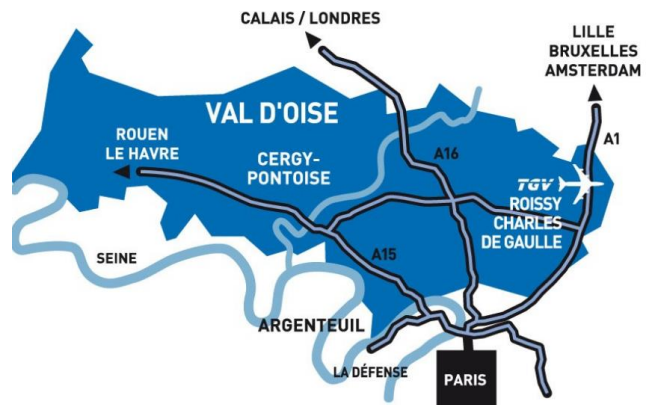 CALAIS / LONDRES
LILLE
BRUXELLES
AMSTERDAM
VAL D'OISE
ROUEN
LE HAVRE
A1
CERGY-
PONTOISE
A16
TGV
ROISSY
CHARLES
DE GAULLE
SEINE
A15
ARGENTEUIL
LA DÉFENSE
PARIS